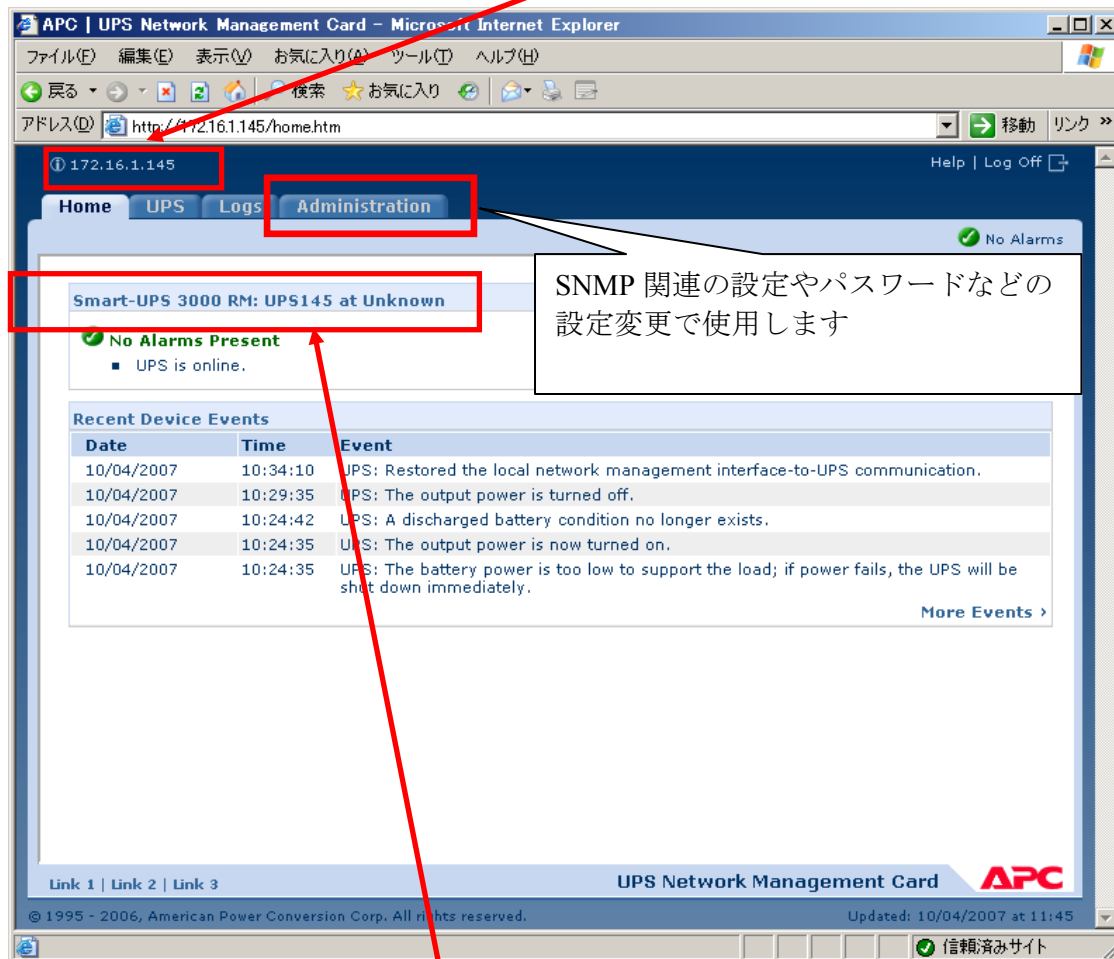 APC | UPS Network Management Card - Microsoft Internet Explorer
ファイル(F) 編集(E) 表示(V) お気に入り(A) ツール(T) ヘルプ(H)
戻る 検索 お気に入り
アドレス(D) http://172.16.1.145/home.htm 移動 リンク »
172.16.1.145 Help | Log Off
Home UPS Logs Administration
No Alarms
SNMP 関連の設定やパスワードなどの
設定変更で使用します
Smart-UPS 3000 RM: UPS145 at Unknown
No Alarms Present
UPS is online.
Recent Device Events
Date Time Event
10/04/2007 10:34:10 UPS: Restored the local network management interface-to-UPS communication.
10/04/2007 10:29:35 UPS: The output power is turned off.
10/04/2007 10:24:42 UPS: A discharged battery condition no longer exists.
10/04/2007 10:24:35 UPS: The output power is now turned on.
10/04/2007 10:24:35 UPS: The battery power is too low to support the load; if power fails, the UPS will be
shut down immediately.
More Events ›
Link 1 | Link 2 | Link 3 UPS Network Management Card APC
© 1995 - 2006, American Power Conversion Corp. All rights reserved. Updated: 10/04/2007 at 11:45
信頼済みサイト